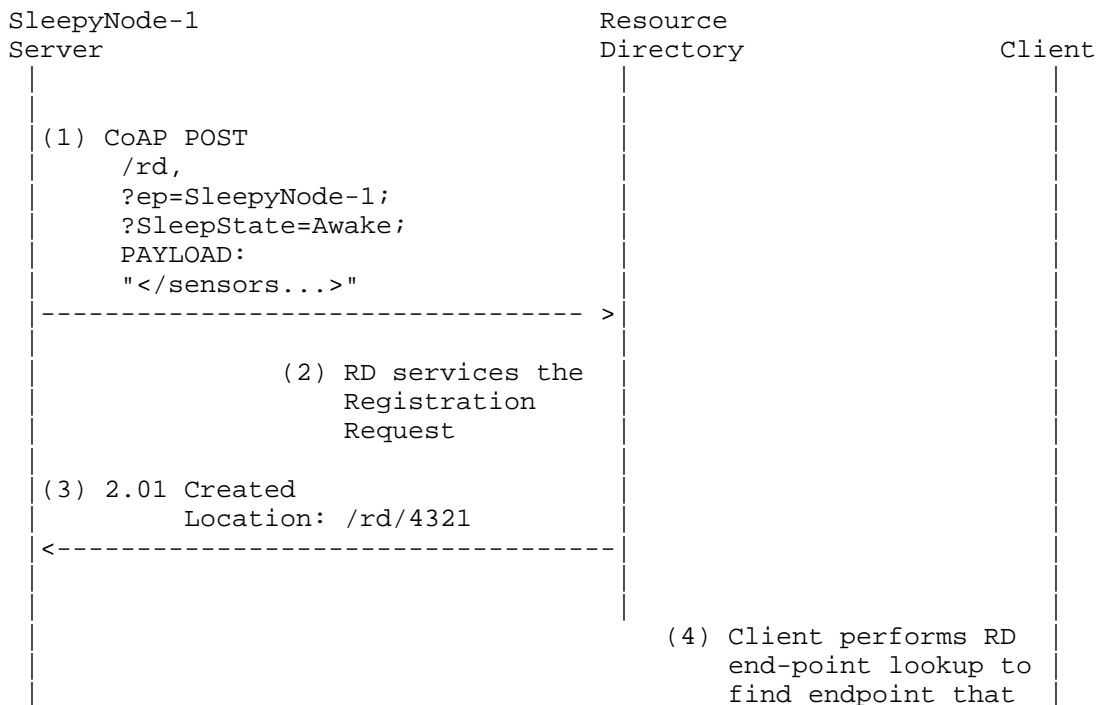 SleepyNode-1 Resource
Server Directory Client
(1) CoAP POST
/rd,
?ep=SleepyNode-1;
?SleepState=Awake;
PAYLOAD:
"</sensors...>"
---------------------------------- >
(2) RD services the
Registration
Request
(3) 2.01 Created
Location: /rd/4321
<-----------------------------------
(4) Client performs RD
end-point lookup to
find endpoint that